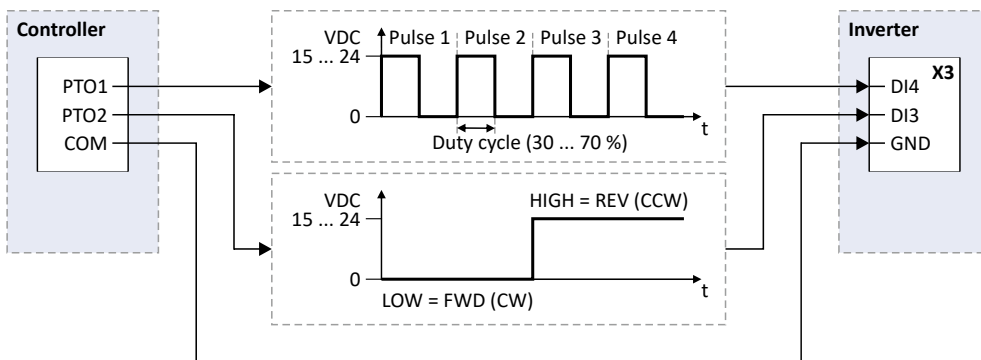 Controller
PTO1
PTO2
COM
VDC
15 ... 24
0
Pulse 1 Pulse 2 Pulse 3 Pulse 4
t
Duty cycle (30 ... 70 %)
VDC
15 ... 24
0
HIGH = REV (CCW)
LOW = FWD (CW)
t
Inverter
X3
DI4
DI3
GND